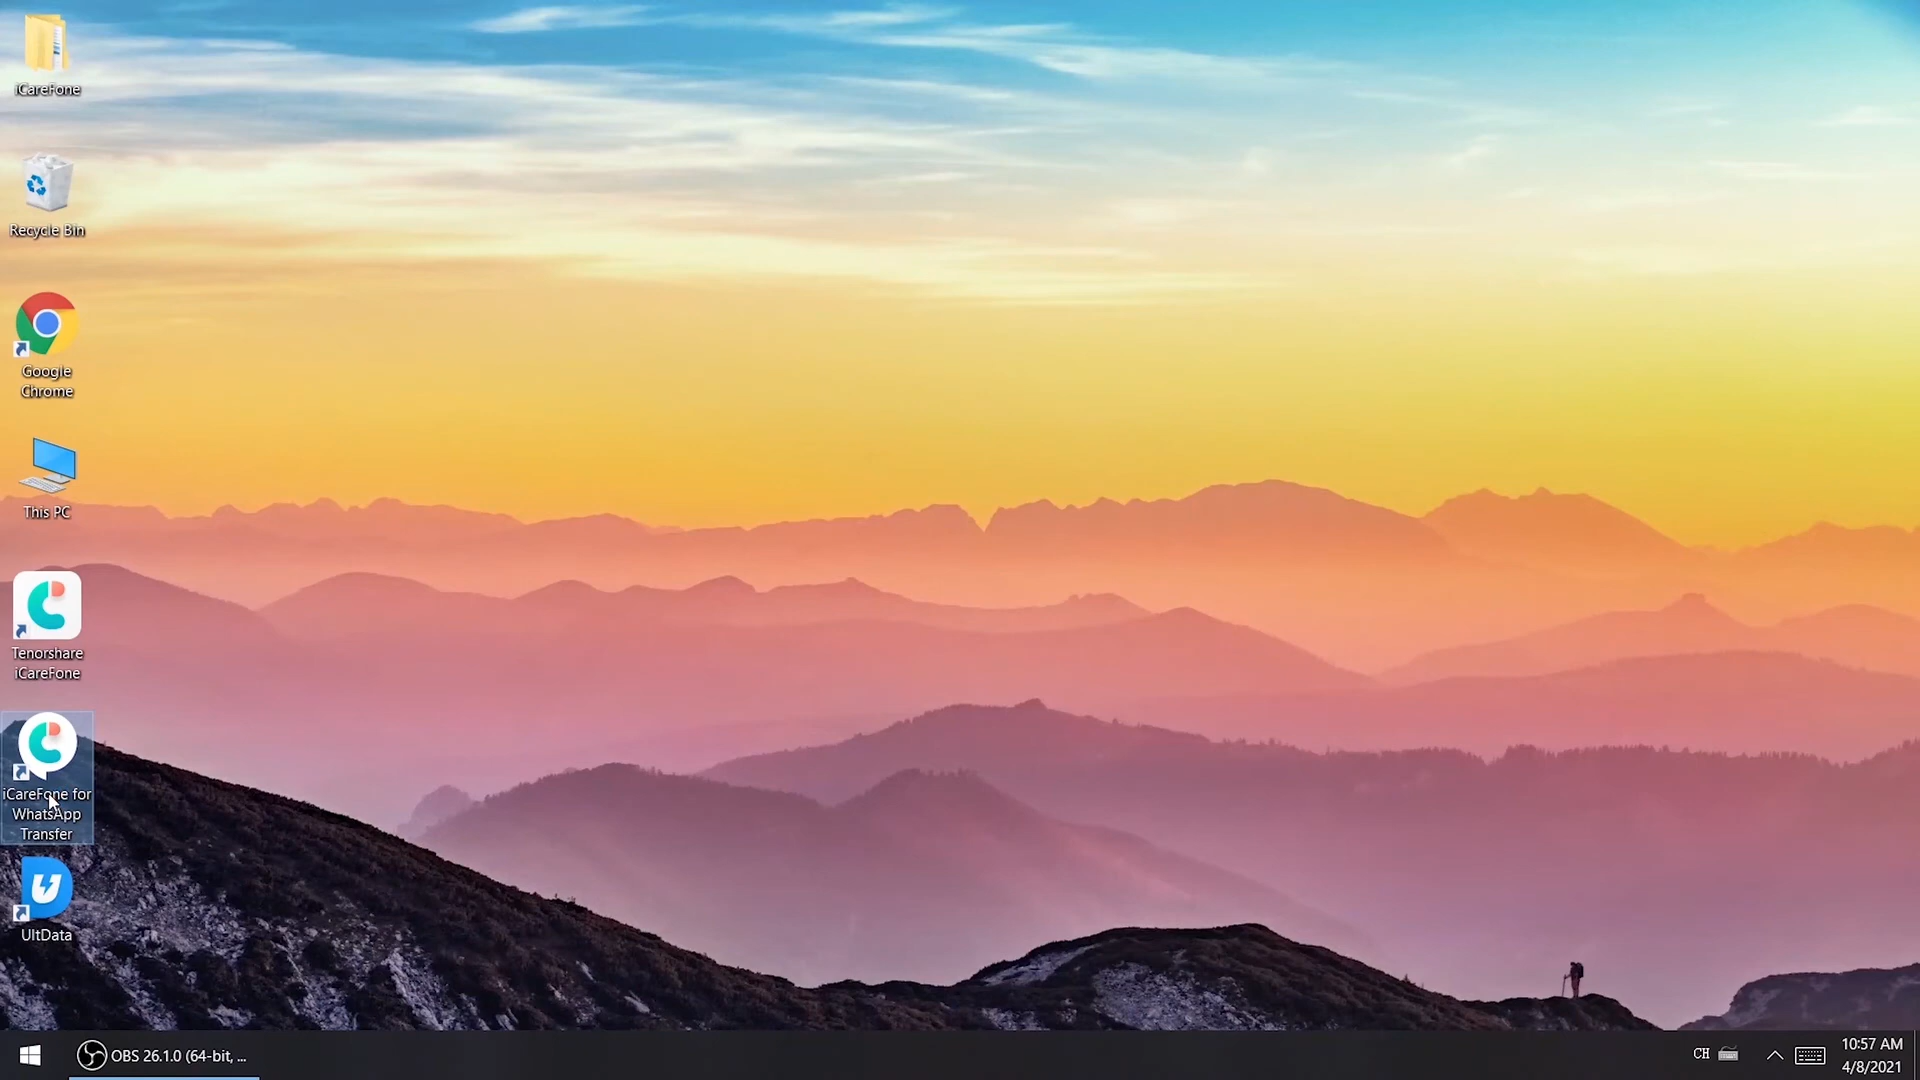 iCareFone
Recycle Bin
Google
Chrome
This PC
Tenorshare
iCareFone
iCareFone for
WhatsApp
Transfer
UltData
OBS 26.1.0 (64-bit, ...
CH
10:57 AM
4/8/2021